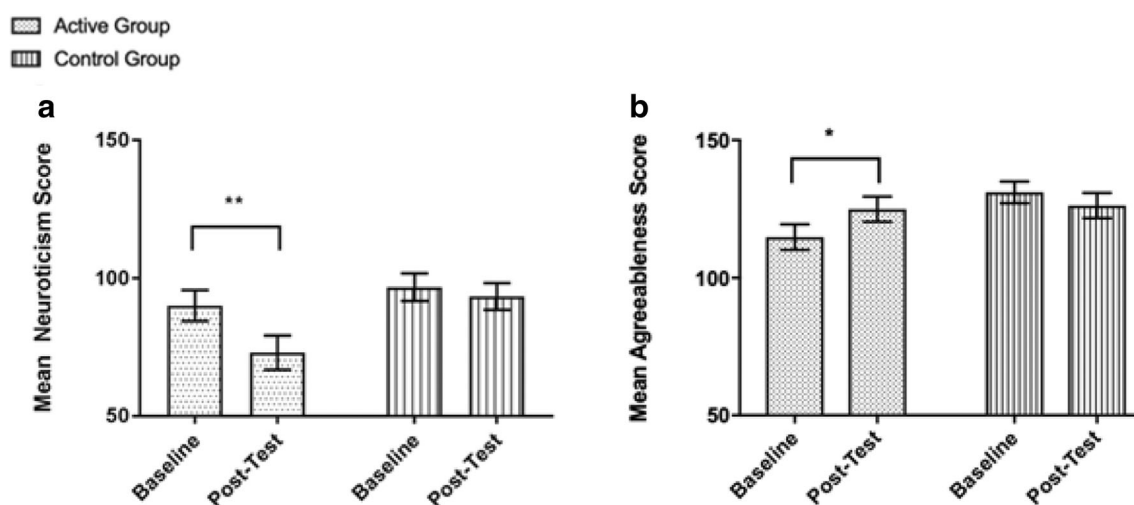 Active Group
Control Group
a
Mean Neuroticism Score
150
100
50
**
Baseline
Post-Test
Baseline
Post-Test
b
Mean Agreeableness Score
150
100
50
*
Baseline
Post-Test
Baseline
Post-Test